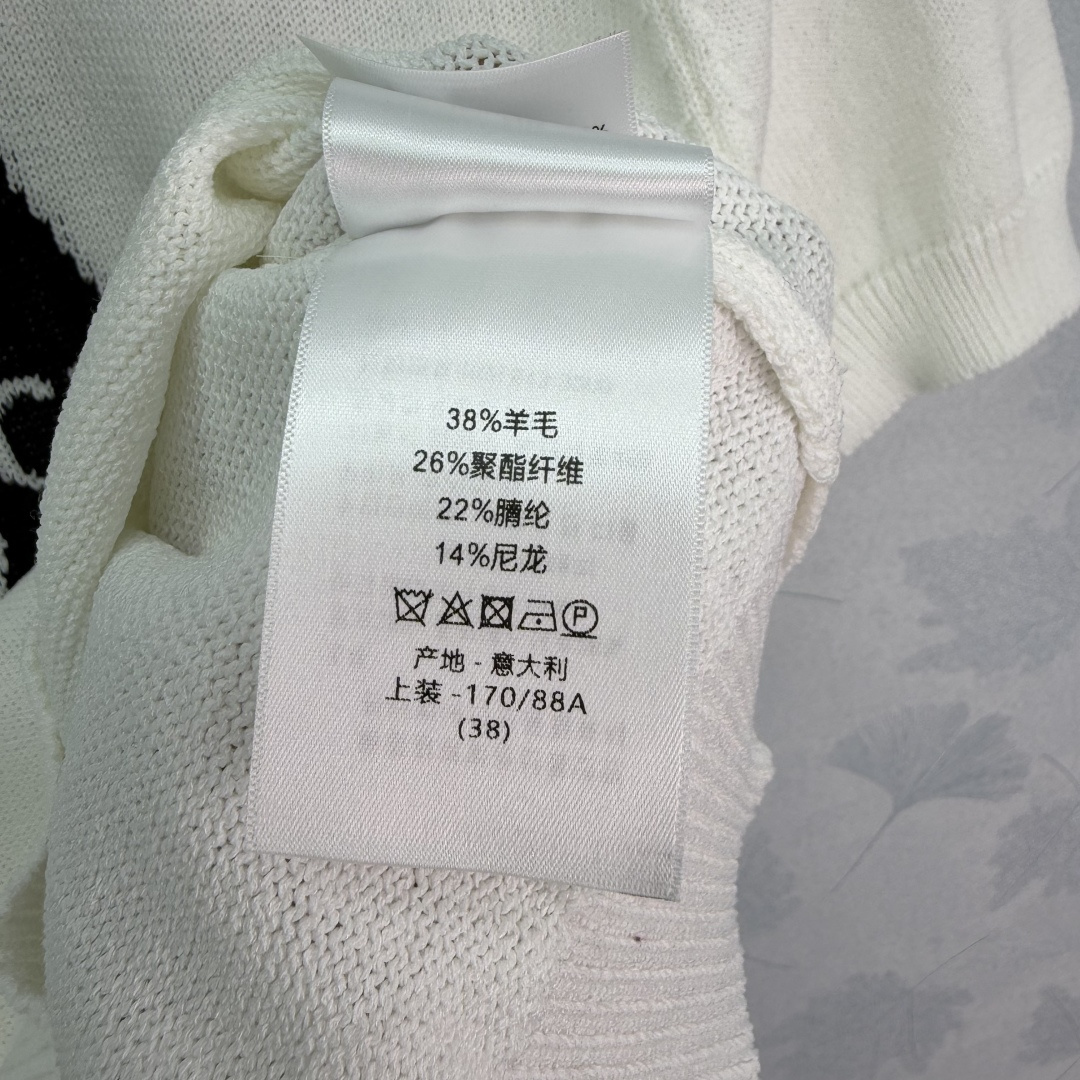 %
38%羊毛
26%聚酯纤维
22%腈纶
14%尼龙
P
产地 - 意大利
上装 -170/88A
(38)